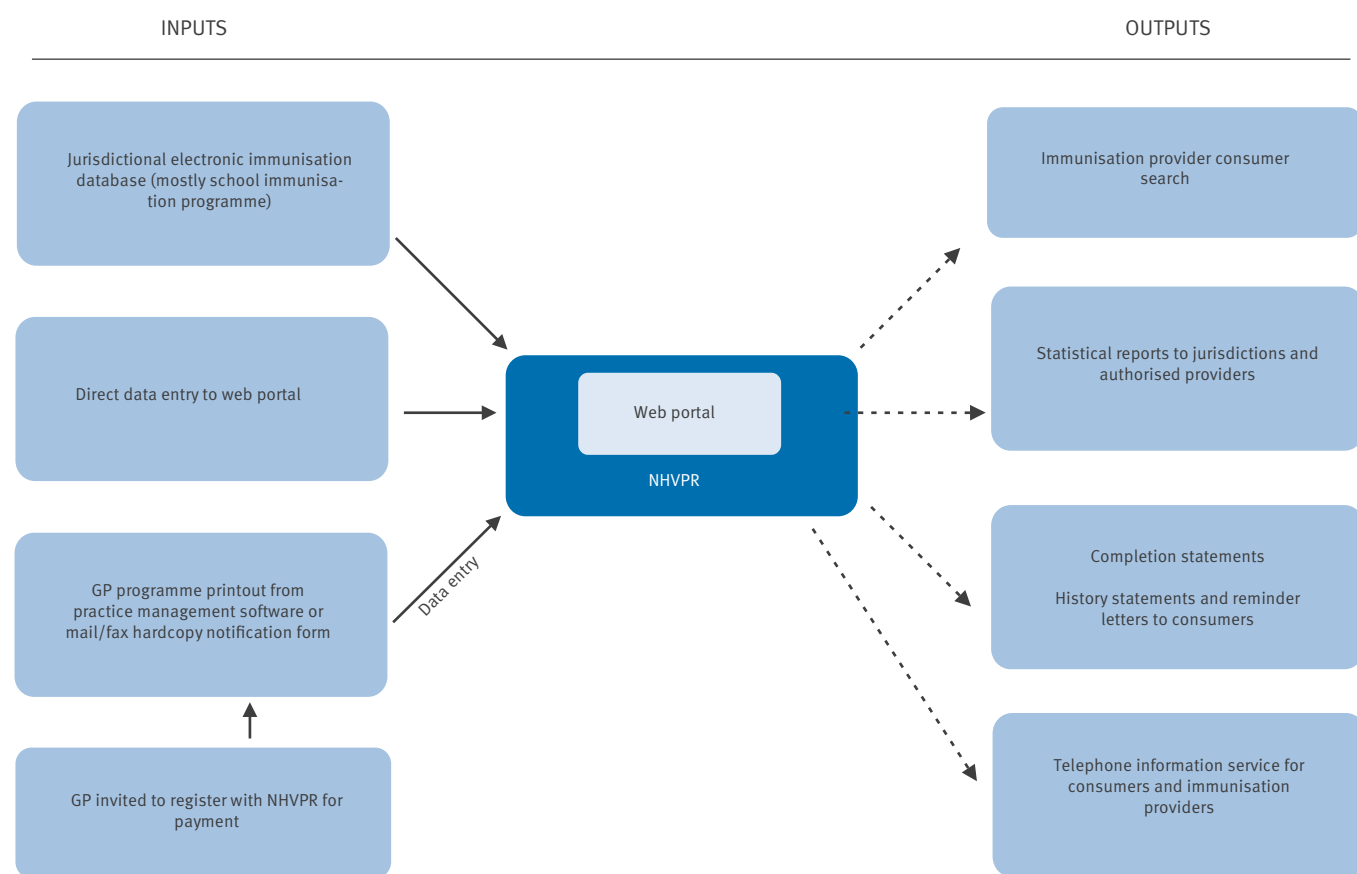 INPUTS
OUTPUTS
Jurisdictional electronic immunisation
database (mostly school immunisa-
tion programme)
Direct data entry to web portal
GP programme printout from
practice management software or
mail/fax hardcopy notification form
GP invited to register with NHVPR for
payment
Data entry
Web portal
NHVPR
Immunisation provider consumer
search
Statistical reports to jurisdictions and
authorised providers
Completion statements
History statements and reminder
letters to consumers
Telephone information service for
consumers and immunisation
providers